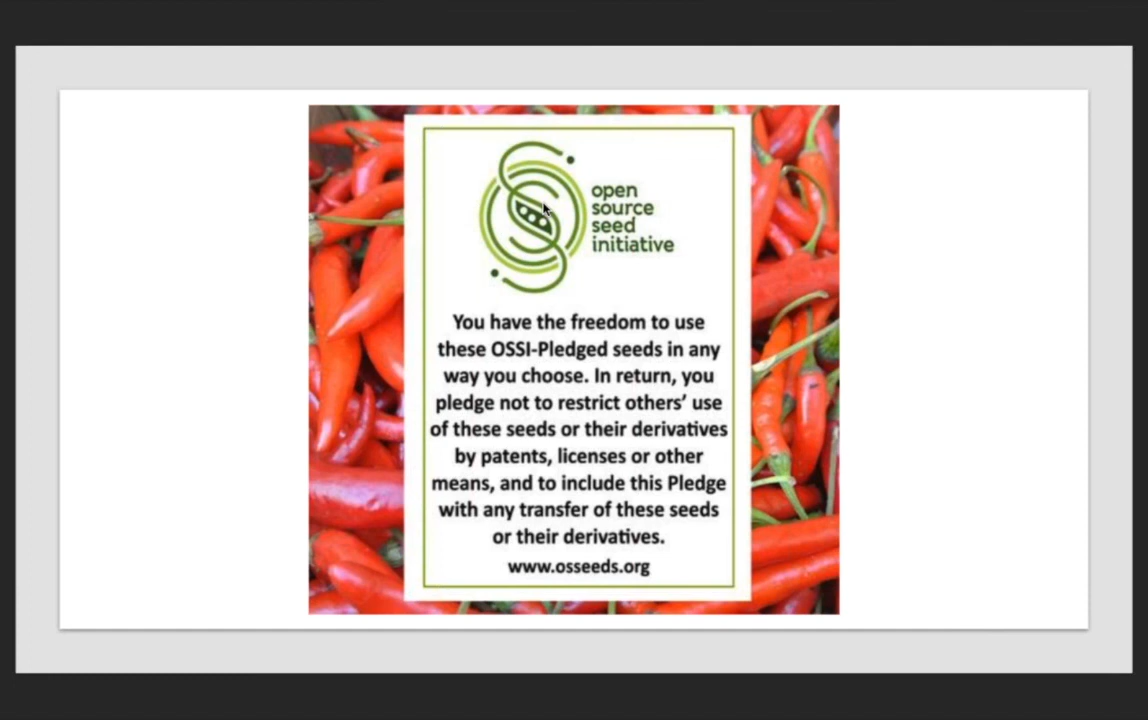 open
source
seed
initiative
You have the freedom to use
these OSSI-Pledged seeds in any
way you choose. In return, you
pledge not to restrict others’ use
of these seeds or their derivatives
by patents, licenses or other
means, and to include this Pledge
with any transfer of these seeds
or their derivatives.
www.osseeds.org